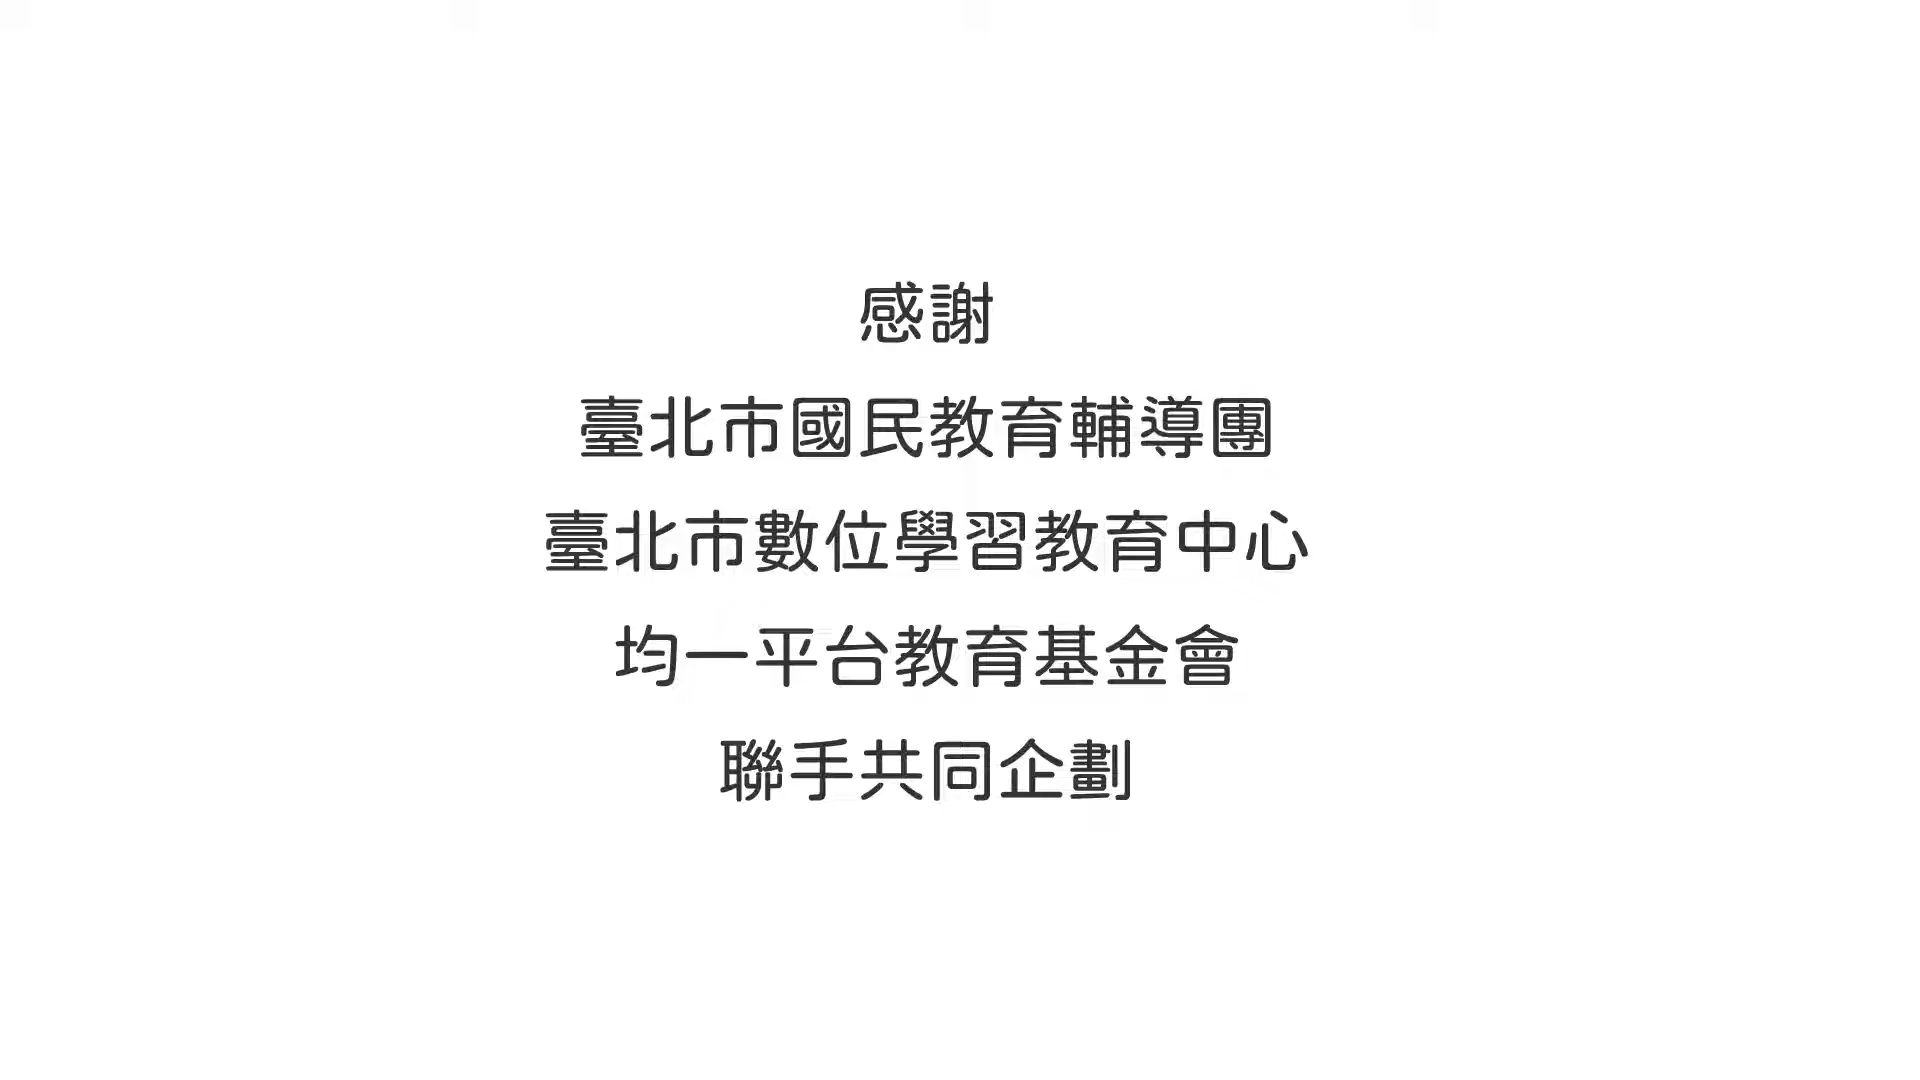 感謝
臺北市國民教育輔導團
臺北市數位學習教育中心
均一平台教育基金會
聯手共同企劃